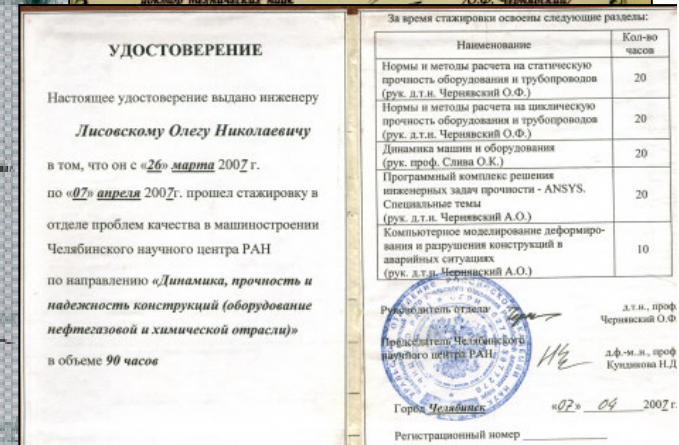 доктор технических наук
О.Ф. Чернявский
УДОСТОВЕРЕНИЕ
Настоящее удостоверение выдано инженеру
Лисовскому Олегу Николаевичу
в том, что он с «26» марта 2007 г.
по «07» апреля 2007г. прошел стажировку в
отделе проблем качества в машиностроении
Челябинского научного центра РАН
по направлению «Динамика, прочность и
надежность конструкций (оборудование
нефтегазовой и химической отрасли)»
в объеме 90 часов
За время стажировки освоены следующие разделы:
Наименование Кол-во часов
Нормы и методы расчета на статическую
прочность оборудования и трубопроводов 20
(рук. д.т.н. Чернявский О.Ф.)
Нормы и методы расчета на циклическую
прочность оборудования и трубопроводов 20
(рук. д.т.н. Чернявский О.Ф.)
Динамика машин и оборудования 20
(рук. проф. Слива О.К.)
Программный комплекс решения
инженерных задач прочности - ANSYS. 20
Специальные темы
(рук. д.т.н. Чернявский А.О.)
Компьютерное моделирование деформиро-
вания и разрушения конструкций в 10
аварийных ситуациях
(рук. д.т.н. Чернявский А.О.)
Руководитель отдела д.т.н., проф.
Чернявский О.Ф.
Председатель Челябинского
научного центра РАН д.ф.-м.н., проф
Кундикова Н.Д
Город Челябинск «07» 04 2007 г.
Регистрационный номер